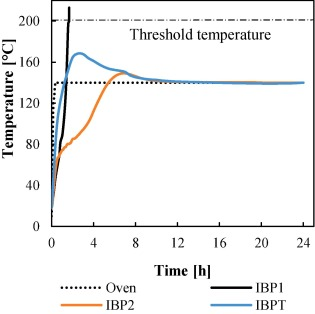 200
Threshold temperature
160
120
80
40
0
Temperature [°C]
0 4 8 12 16 20 24
Time [h]
Oven IBP1
IBP2 IBPT